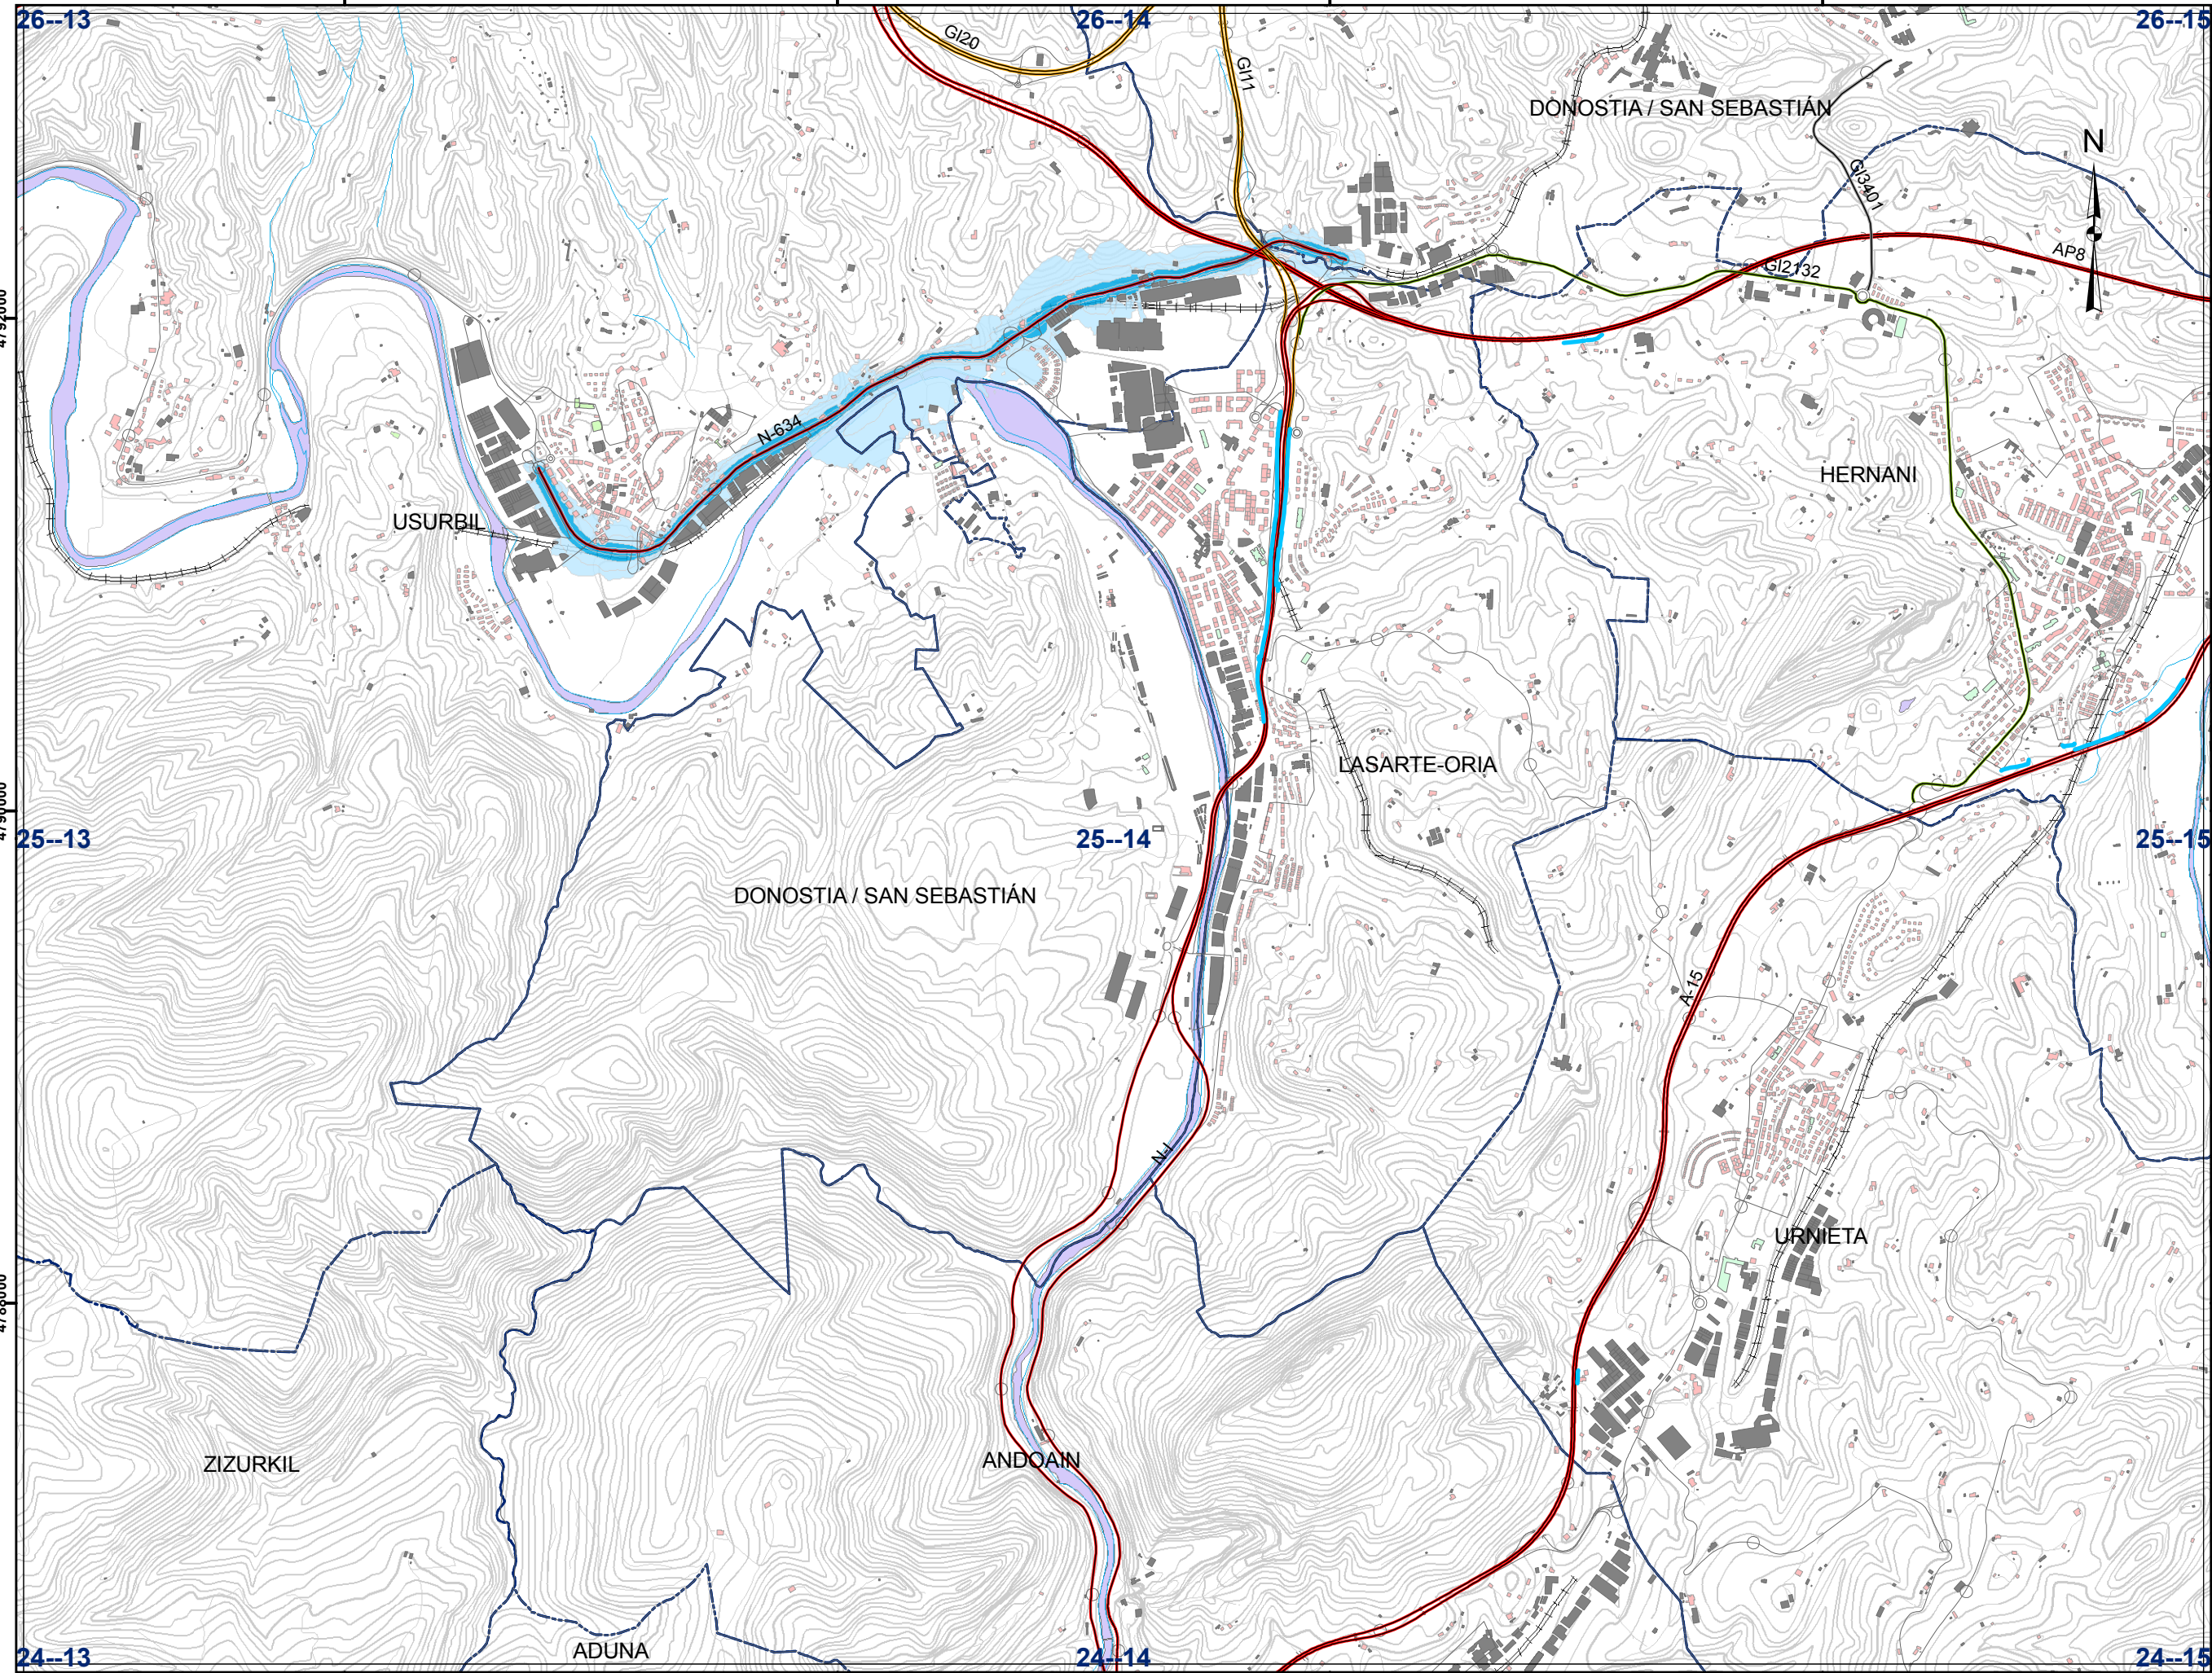 26--13
26--14
26--15
GI20
GI11
DONOSTIA / SAN SEBASTIÁN
N
GI3401
AP8
GI2132
N-634
HERNANI
USURBIL
LASARTE-ORIA
25--13
25--14
25--15
DONOSTIA / SAN SEBASTIÁN
A-15
N-I
URNIETA
ZIZURKIL
ANDOAIN
ADUNA
24--13
24--14
24--15